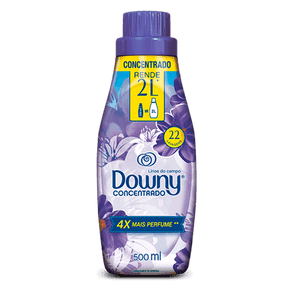 CONCENTRADO
RENDE
2L
22
Lírios do campo
Downy
CONCENTRADO
4X MAIS PERFUME**
500 ml